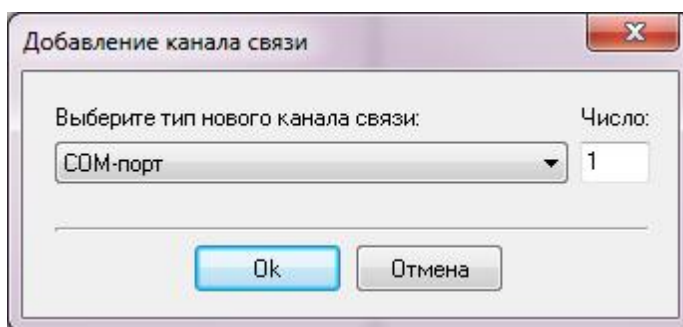 Добавление канала связи
Выберите тип нового канала связи: Число:
COM-порт 1
Ok Отмена